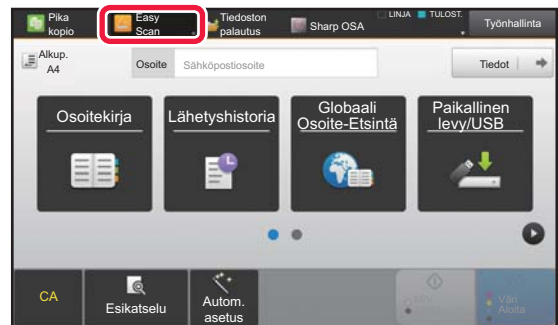 Pika
kopio
Easy
Scan
Tiedoston
palautus
Sharp OSA
LINJA
TULOST.
Työnhallinta
Alkup.
A4
Osoite
Sähköpostiosoite
Tiedot
Osoitekirja
Lähetyshistoria
Globaali
Osoite-Etsintä
Paikallinen
levy/USB
CA
Esikatselu
Autom.
asetus
Väri
Aloita